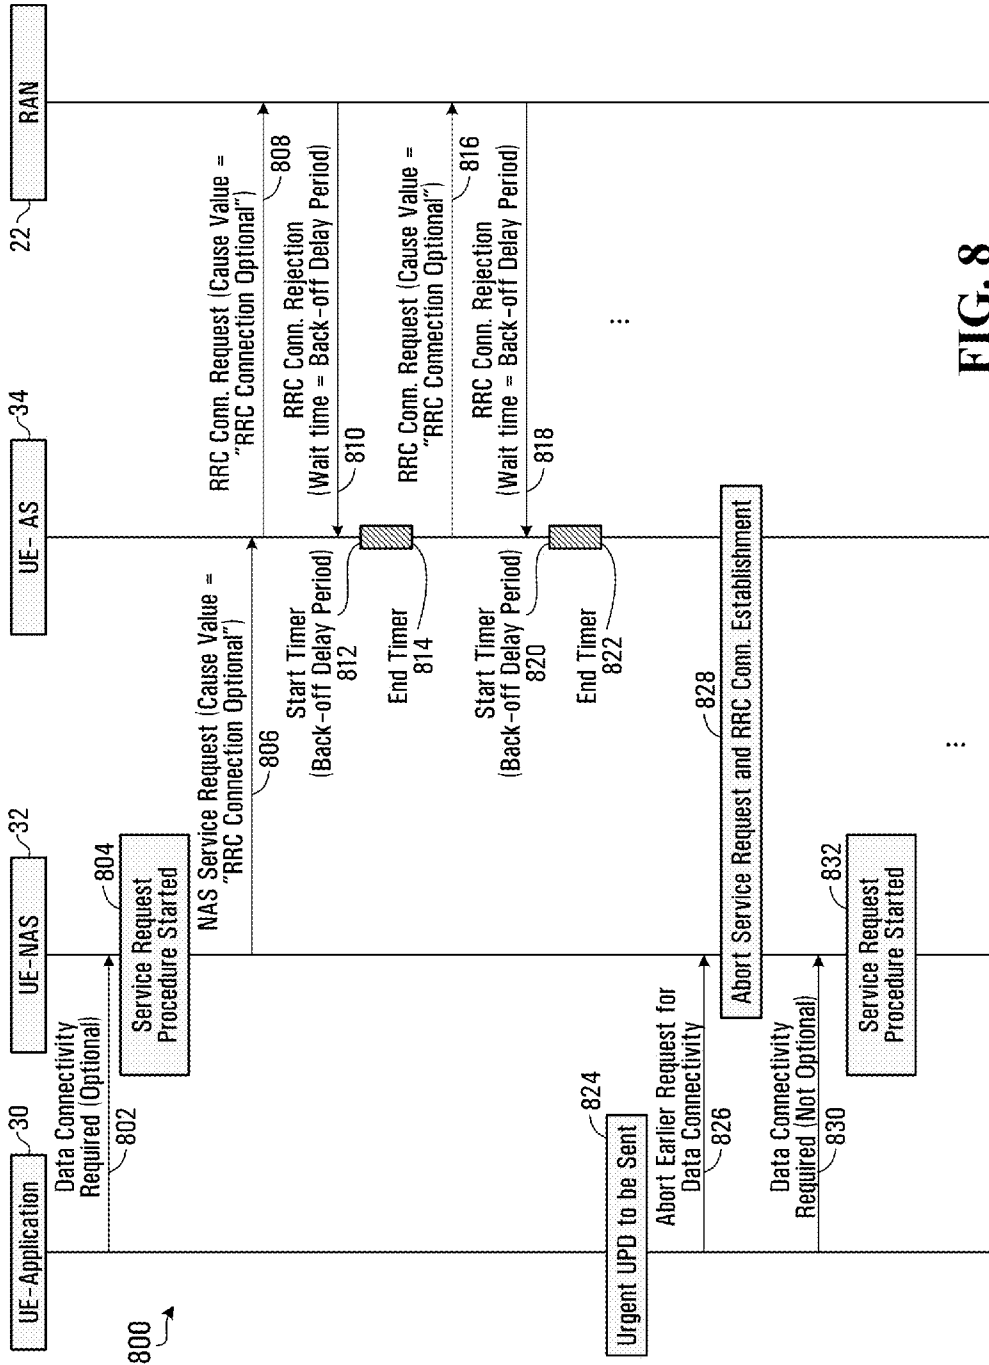 800
UE-Application
30
UE-NAS
32
UE- AS
34
RAN
22
Data Connectivity
Required (Optional)
802
804
Service Request
Procedure Started
NAS Service Request (Cause Value =
"RRC Connection Optional")
806
RRC Conn. Request (Cause Value =
"RRC Connection Optional")
808
RRC Conn. Rejection
(Wait time = Back-off Delay Period)
810
Start Timer
(Back-off Delay Period)
812
End Timer
814
RRC Conn. Request (Cause Value =
"RRC Connection Optional")
816
RRC Conn. Rejection
(Wait time = Back-off Delay Period)
818
Start Timer
(Back-off Delay Period)
820
End Timer
822
...
824
Urgent UPD to be Sent
Abort Earlier Request for
Data Connectivity
826
828
Abort Service Request and RRC Conn. Establishment
Data Connectivity
Required (Not Optional)
830
832
Service Request
Procedure Started
...
FIG. 8